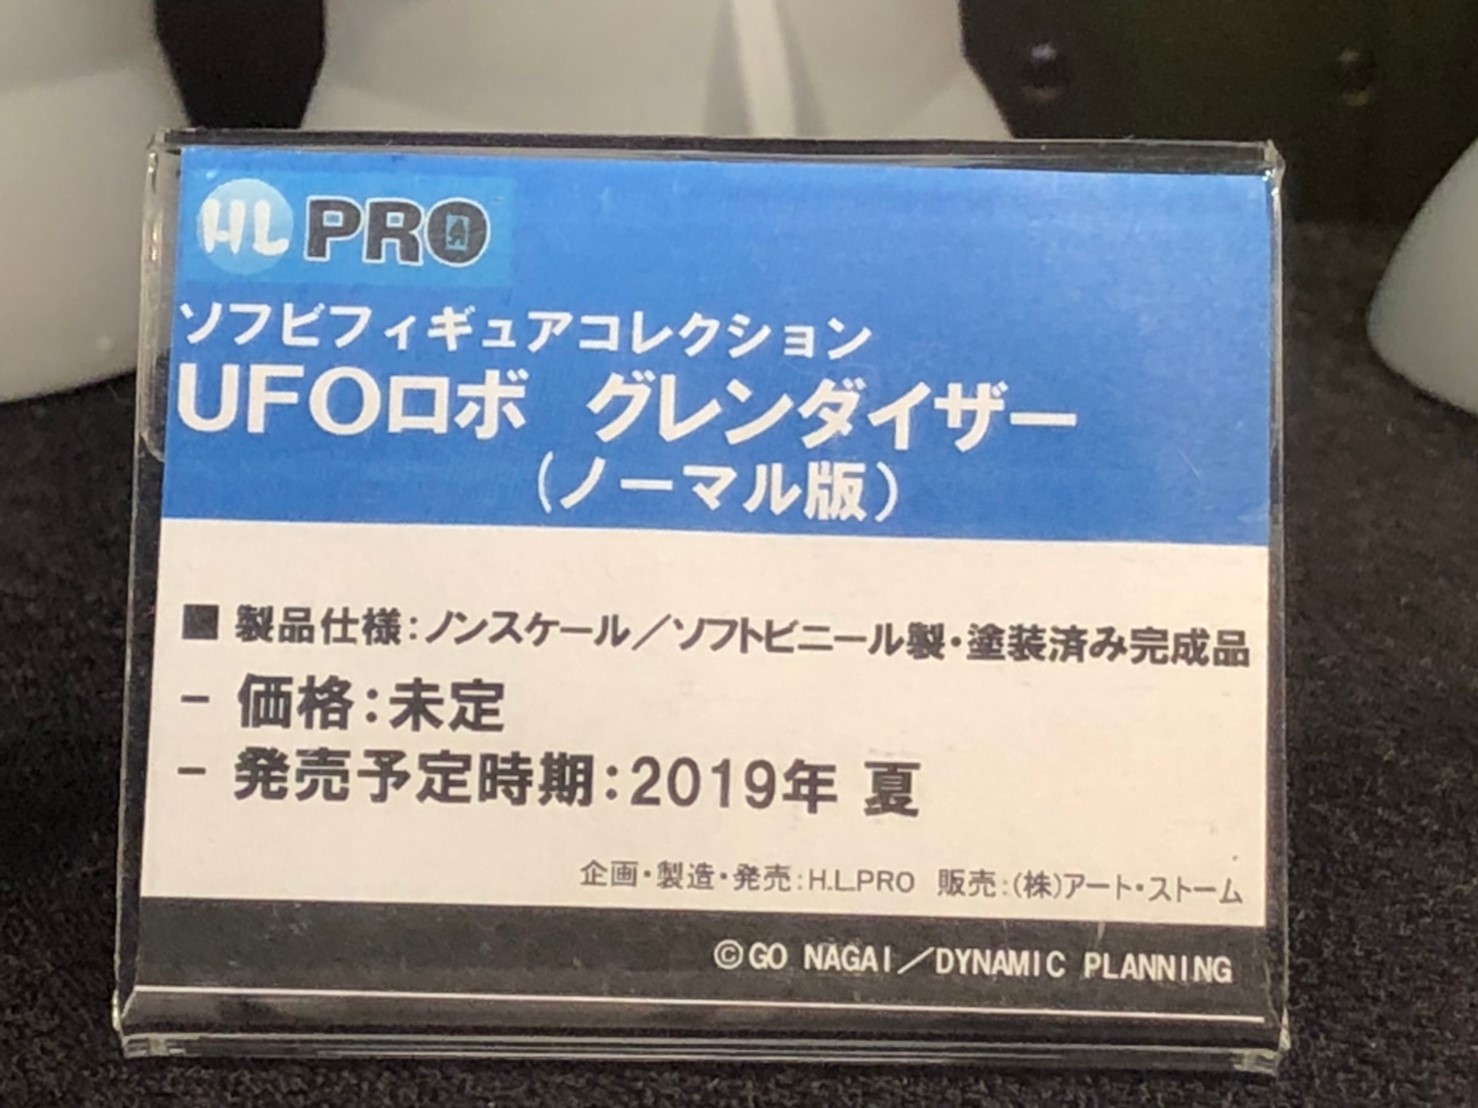 HL PRO
ソフビフィギュアコレクション
UFOロボ グレンダイザー
(ノーマル版)
■ 製品仕様:ノンスケール/ソフトビニール製・塗装済み完成品
- 価格:未定
- 発売予定時期:2019年 夏
企画・製造・発売:H.L.PRO 販売:(株)アート・ストーム
©GO NAGAI/DYNAMIC PLANNING